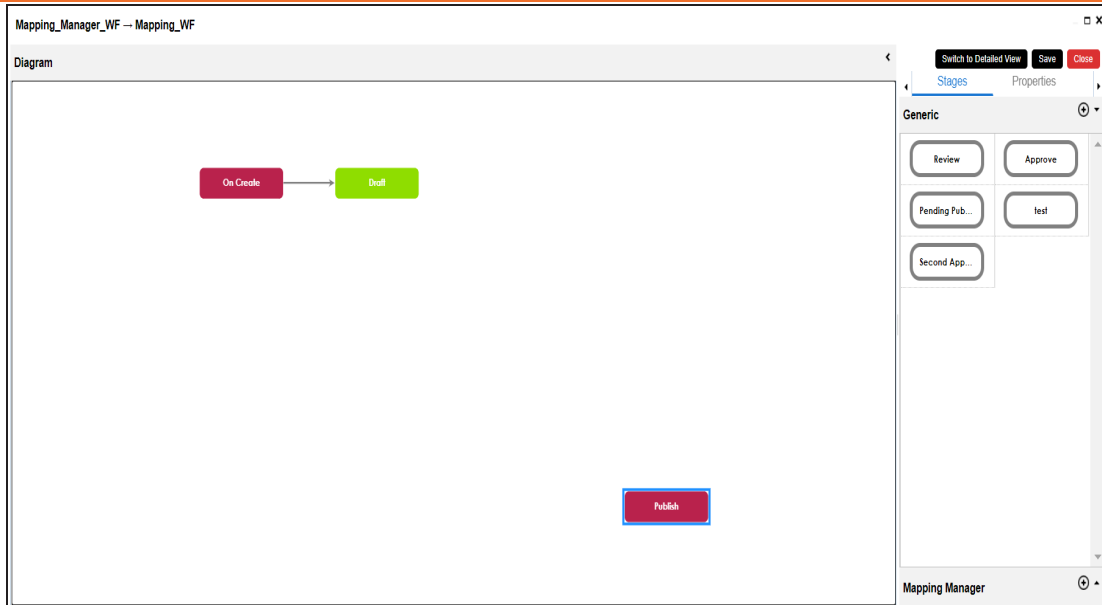 Mapping_Manager_WF → Mapping_WF
Diagram
Switch to Detailed View Save Close
Stages Properties
Generic
On Create
Draft
Review Approve
Pending Pub... test
Second App...
Publish
Mapping Manager